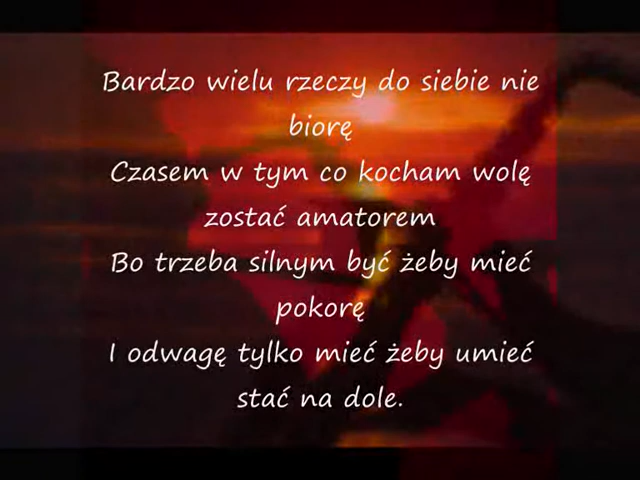 Bardzo wielu rzeczy do siebie nie
biorę
Czasem w tym co kocham wolę
zostać amatorem
Bo trzeba silnym być żeby mieć
pokorę
I odwagę tylko mieć żeby umieć
stać na dole.